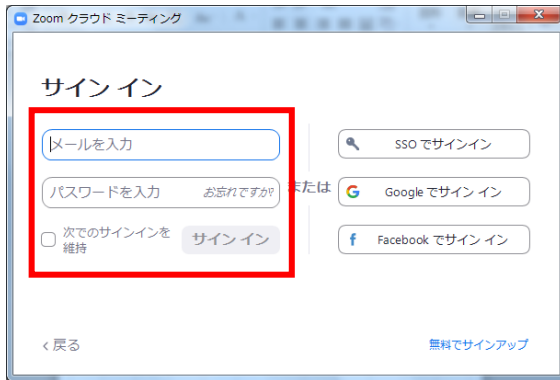 Zoom クラウド ミーティング
サイン イン
メールを入力
パスワードを入力 お忘れですか
次でのサインインを
維持
サイン イン
または
SSO でサインイン
Google でサイン イン
Facebook でサイン イン
戻る
無料でサインアップ